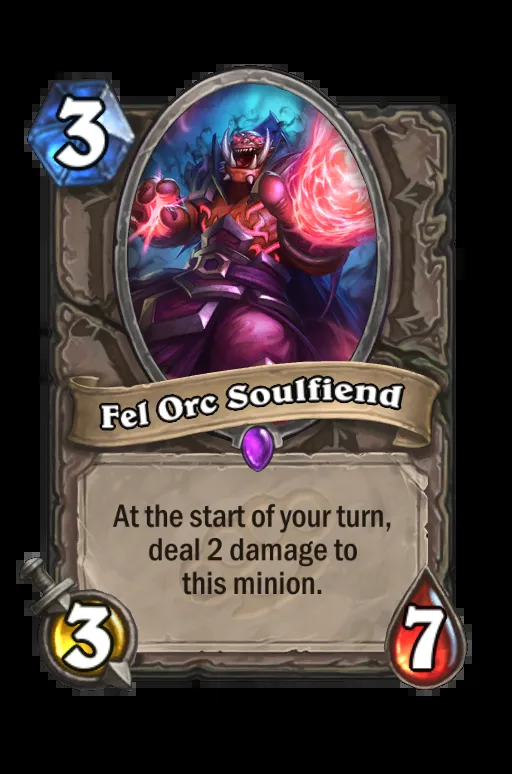 3
Fel Orc Soulfiend
At the start of your turn,
deal 2 damage to
this minion.
3
7